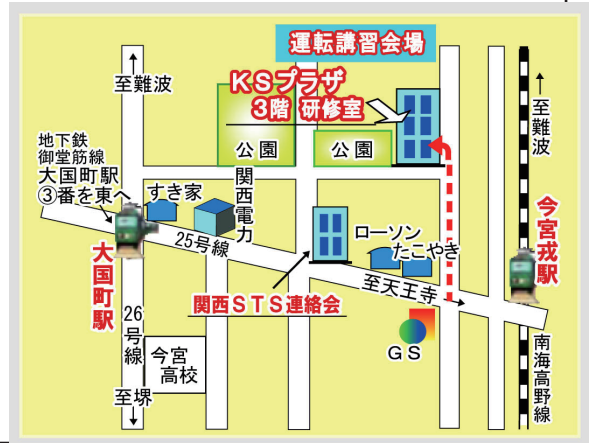 運転講習会場
KSプラザ
3階 研修室
至難波
至難波
公園
公園
地下鉄
御堂筋線
大国町駅
③番を東へ
すき家
関西電力
25号線
ローソン
たこやき
今宮戎駅
大国町駅
至天王寺
関西STS連絡会
GS
26号線
今宮
高校
至堺
南海高野線